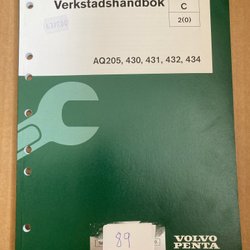 Verkstadshandbok
C
2(0)
AQ205, 430, 431, 432, 434
89
VOLVO
PENTA